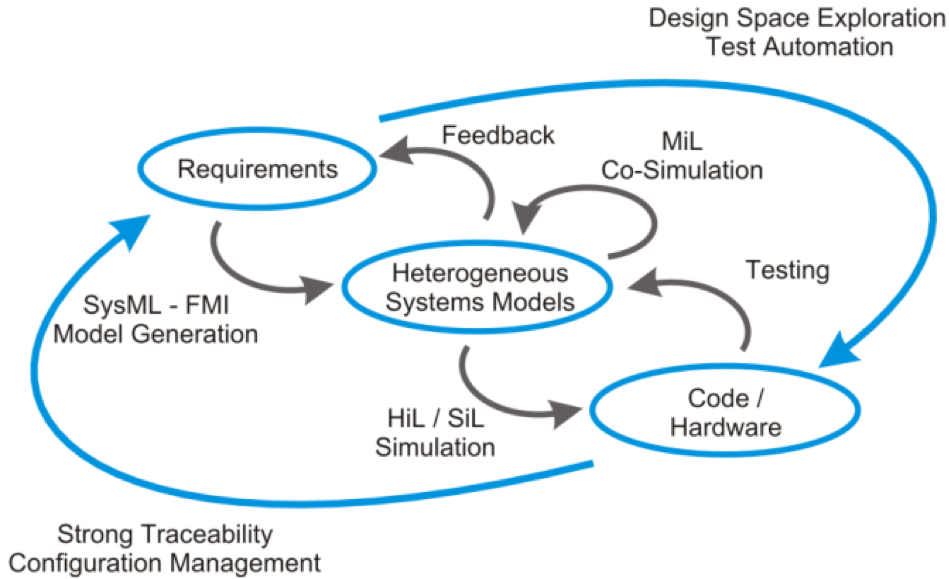 Design Space Exploration
Test Automation
Feedback
MiL
Co-Simulation
Requirements
Heterogeneous
Systems Models
Testing
SysML - FMI
Model Generation
Code /
Hardware
HiL / SiL
Simulation
Strong Traceability
Configuration Management